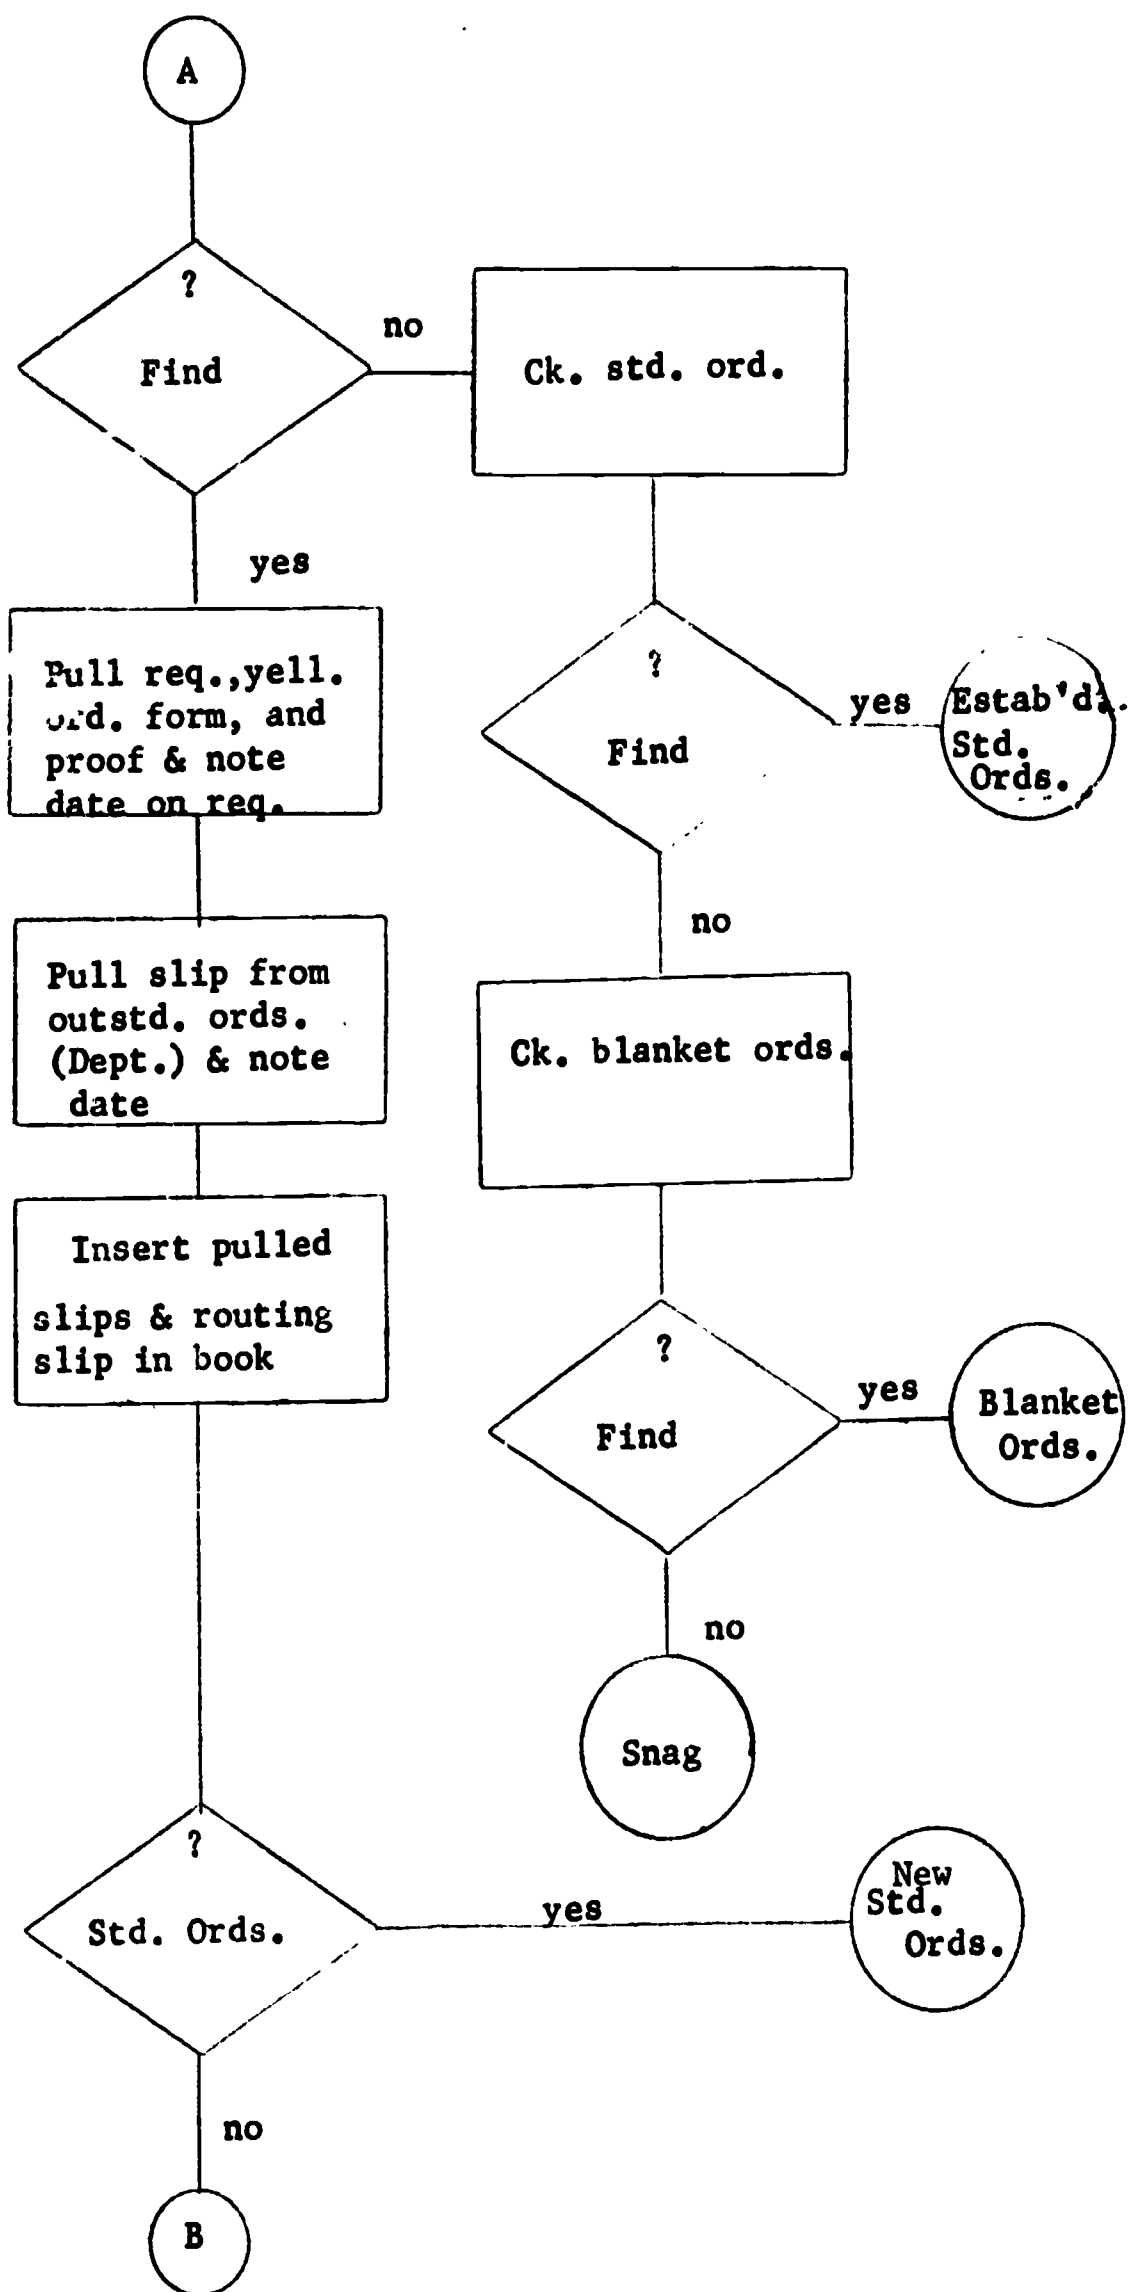 A
?
Find
no
Ck. std. ord.
yes
Pull req.,yell.
ord. form, and
proof & note
date on req.
?
Find
yes
Estab'd.
Std.
Ords.
no
Pull slip from
outstd. ords.
(Dept.) & note
date
Ck. blanket ords.
Insert pulled
slips & routing
slip in book
?
Find
yes
Blanket
Ords.
no
Snag
?
Std. Ords.
yes
New
Std.
Ords.
no
B